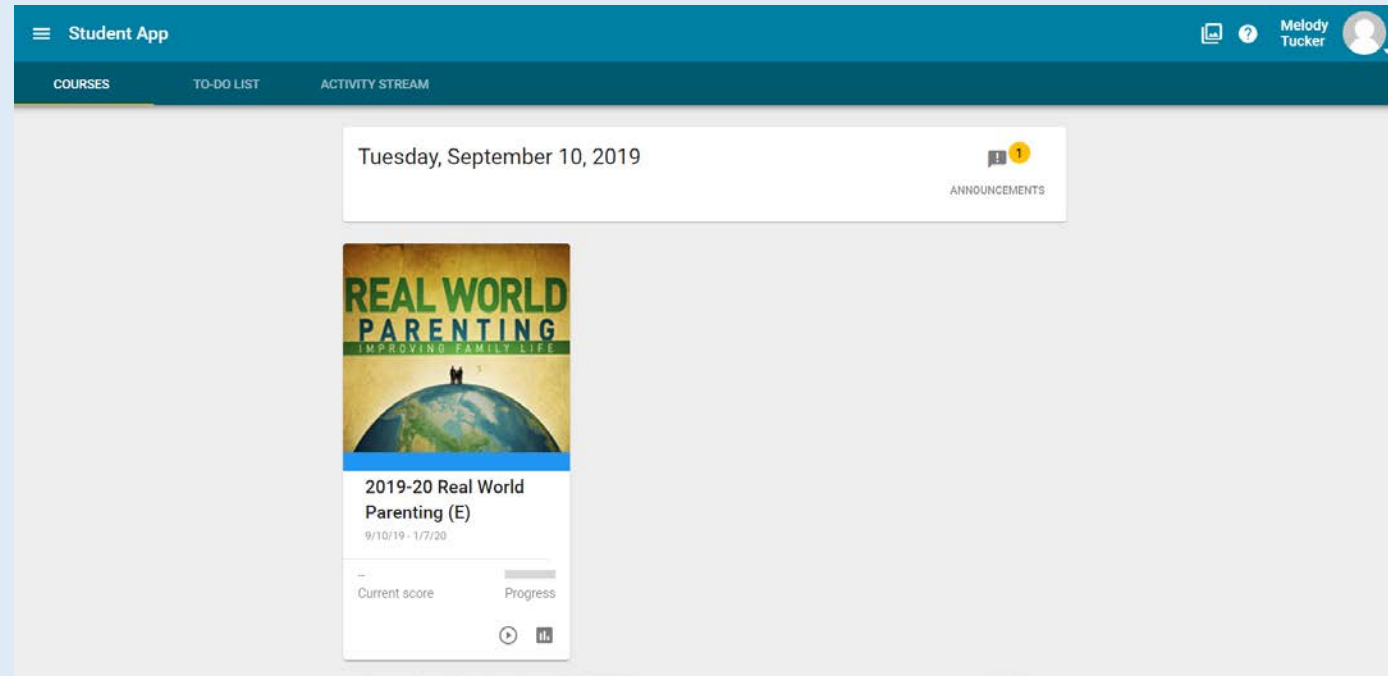 Student App
Melody
Tucker
COURSES
TO-DO LIST
ACTIVITY STREAM
Tuesday, September 10, 2019
1
ANNOUNCEMENTS
REAL WORLD
PARENTING
IMPROVING FAMILY LIFE
2019-20 Real World
Parenting (E)
9/10/19 - 1/7/20
--
Current score
Progress